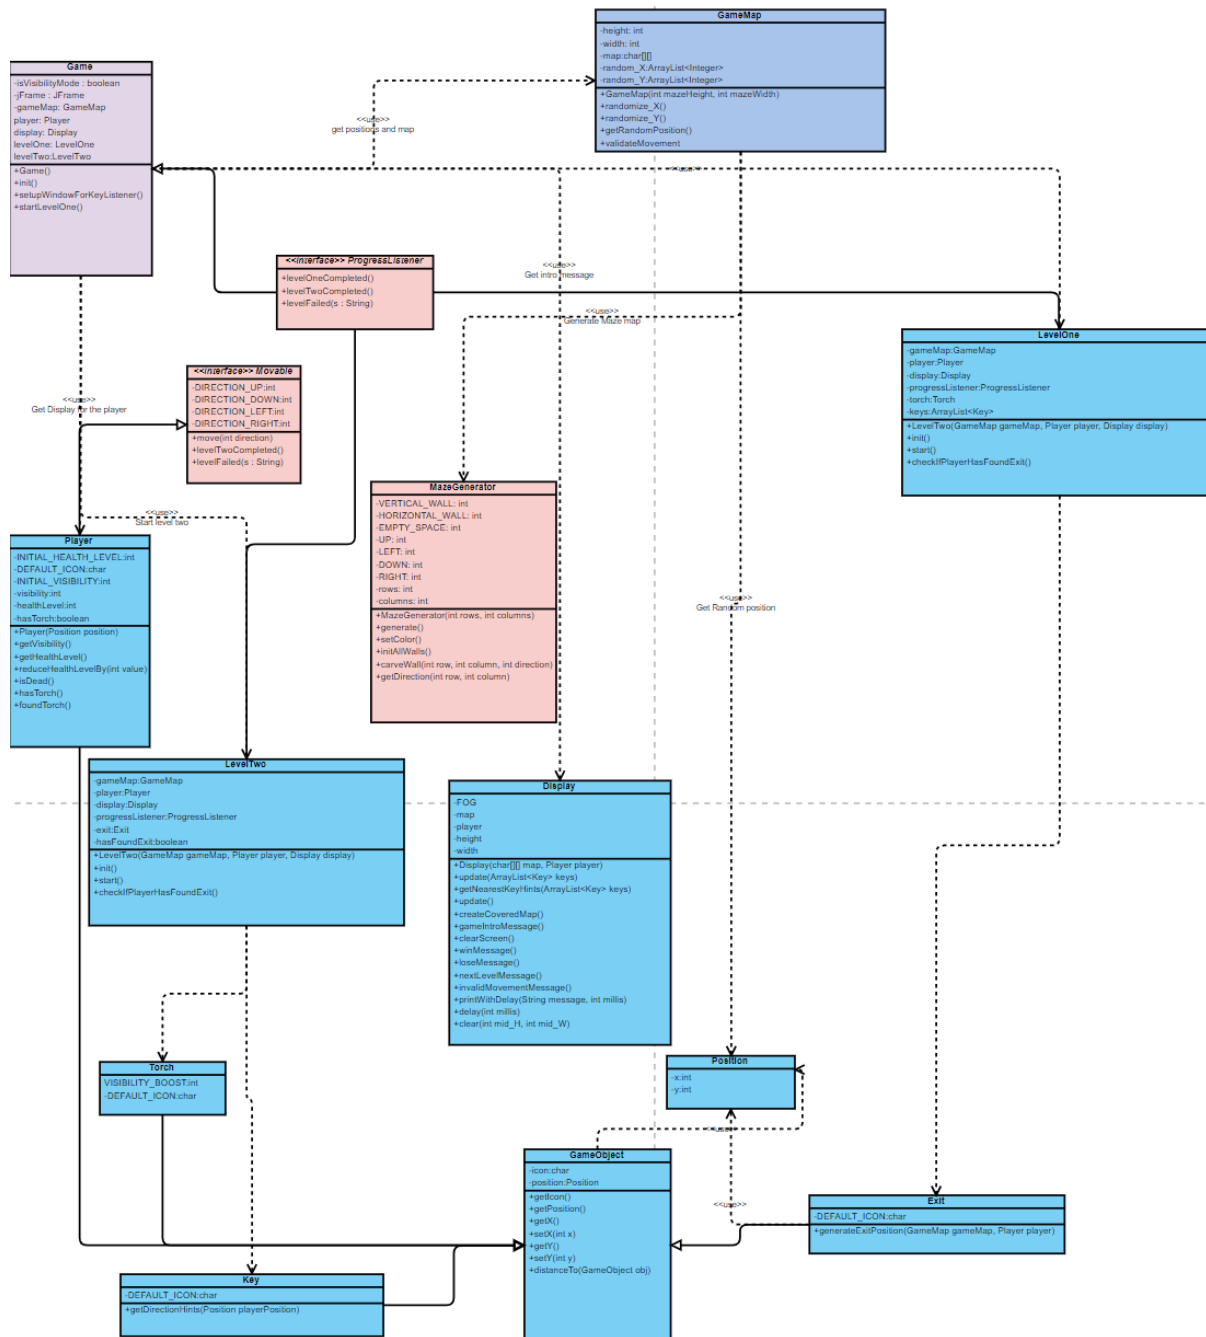 GameMap
-height: int
-width: int
-map:char[][]
-random_X:ArrayList<Integer>
-random_Y:ArrayList<Integer>
+GameMap(int mazeHeight, int mazeWidth)
+randomize_X()
+randomize_Y()
+getRandomPosition()
+validateMovement
Game
-isVisibilityMode : boolean
-jFrame : JFrame
-gameMap: GameMap
player: Player
display: Display
levelOne: LevelOne
levelTwo:LevelTwo
+Game()
+init()
+setupWindowForKeyListener()
+startLevelOne()
<<use>>
get positions and map
<<use>>
<<interface>> ProgressListener
+levelOneCompleted()
+levelTwoCompleted()
+levelFailed(s : String)
<<use>>
Get intro message
<<use>>
Generate Maze map
LevelOne
-gameMap:GameMap
-player:Player
-display:Display
-progressListener:ProgressListener
-torch:Torch
-keys:ArrayList<Key>
+LevelTwo(GameMap gameMap, Player player, Display display)
+init()
+start()
+checkIfPlayerHasFoundExit()
<<interface>> Movable
-DIRECTION_UP:int
-DIRECTION_DOWN:int
-DIRECTION_LEFT:int
-DIRECTION_RIGHT:int
+move(int direction)
+levelTwoCompleted()
+levelFailed(s : String)
<<use>>
Get Display for the player
<<use>>
Start level two
MazeGenerator
-VERTICAL_WALL: int
-HORIZONTAL_WALL: int
-EMPTY_SPACE: int
-UP: int
-LEFT: int
-DOWN: int
-RIGHT: int
-rows: int
-columns: int
+MazeGenerator(int rows, int columns)
+generate()
+setColor()
+initAllWalls()
+carveWall(int row, int column, int direction)
+getDirection(int row, int column)
Player
-INITIAL_HEALTH_LEVEL:int
-DEFAULT_ICON:char
-INITIAL_VISIBILITY:int
-visibility:int
-healthLevel:int
-hasTorch:boolean
+Player(Position position)
+getVisibility()
+getHealthLevel()
+reduceHealthLevelBy(int value)
+isDead()
+hasTorch()
+foundTorch()
<<use>>
Get Random position
LevelTwo
-gameMap:GameMap
-player:Player
-display:Display
-progressListener:ProgressListener
-exit:Exit
-hasFoundExit:boolean
+LevelTwo(GameMap gameMap, Player player, Display display)
+init()
+start()
+checkIfPlayerHasFoundExit()
Display
-FOG
-map
-player
-height
-width
+Display(char[][] map, Player player)
+update(ArrayList<Key> keys)
+getNearestKeyHints(ArrayList<Key> keys)
+update()
+createCoveredMap()
+gameIntroMessage()
+clearScreen()
+winMessage()
+loseMessage()
+nextLevelMessage()
+invalidMovementMessage()
+printWithDelay(String message, int millis)
+delay(int millis)
+clear(int mid_H, int mid_W)
Torch
VISIBILITY_BOOST:int
-DEFAULT_ICON:char
Position
-x:int
-y:int
<<use>>
GameObject
-icon:char
-position:Position
+getIcon()
+getPosition()
+getX()
+setX(int x)
+getY()
+setY(int y)
+distanceTo(GameObject obj)
<<use>>
Exit
-DEFAULT_ICON:char
+generateExitPosition(GameMap gameMap, Player player)
Key
-DEFAULT_ICON:char
+getDirectionHints(Position playerPosition)